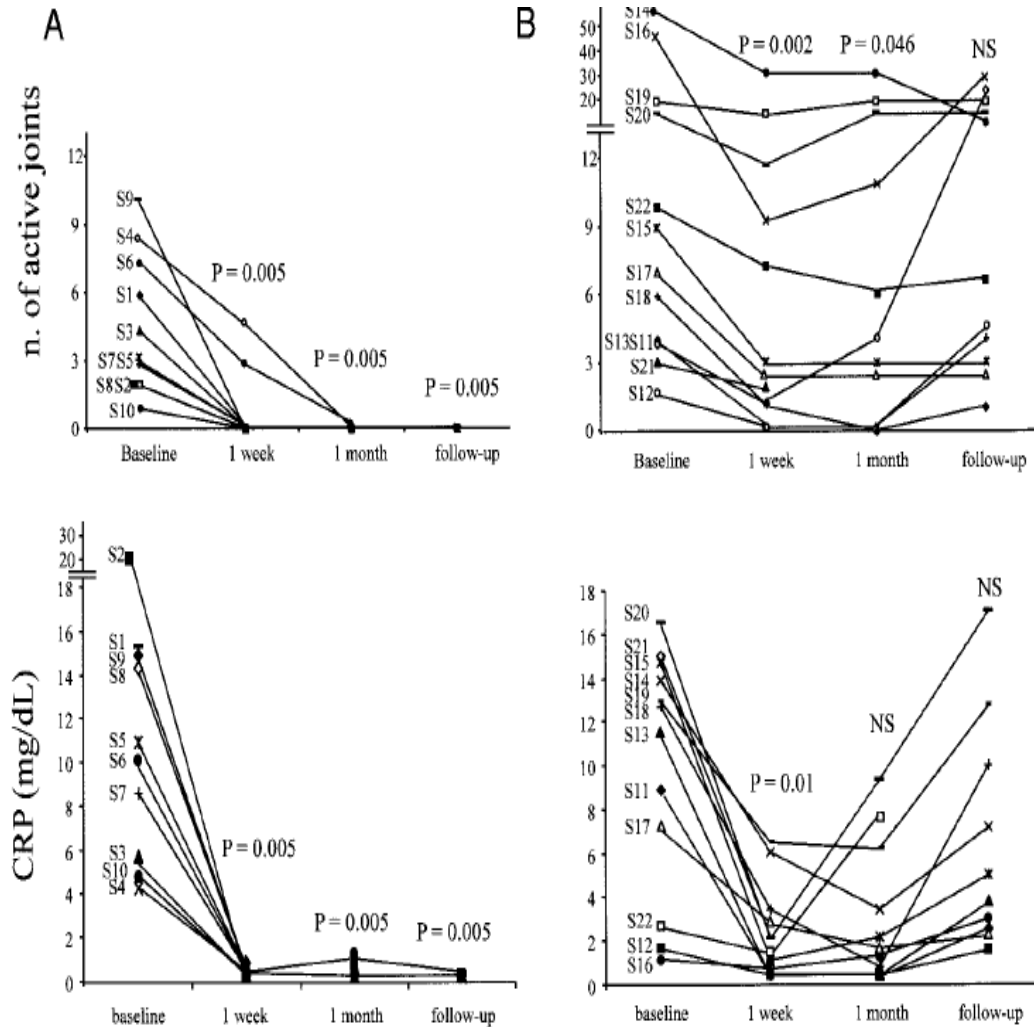 A
n. of active joints
12
9
6
3
0
S9
S4
S6
S1
S3
S7S5
S8S2
S10
P = 0.005
P = 0.005
P = 0.005
Baseline 1 week 1 month follow-up
B
50
40
30
20
12
9
6
3
0
S14
S16
S19
S20
S22
S15
S17
S18
S13S11
S21
S12
P = 0.002
P = 0.046
NS
Baseline 1 week 1 month follow-up
CRP (mg/dL)
30
20
18
16
14
12
10
8
6
4
2
0
S2
S1
S9
S8
S5
S6
S7
S3
S10
S4
P = 0.005
P = 0.005
P = 0.005
baseline 1 week 1 month follow-up
18
16
14
12
10
8
6
4
2
0
S20
S21
S15
S14
S19
S18
S13
S11
S17
S22
S12
S16
P = 0.01
NS
NS
baseline 1 week 1 month follow-up